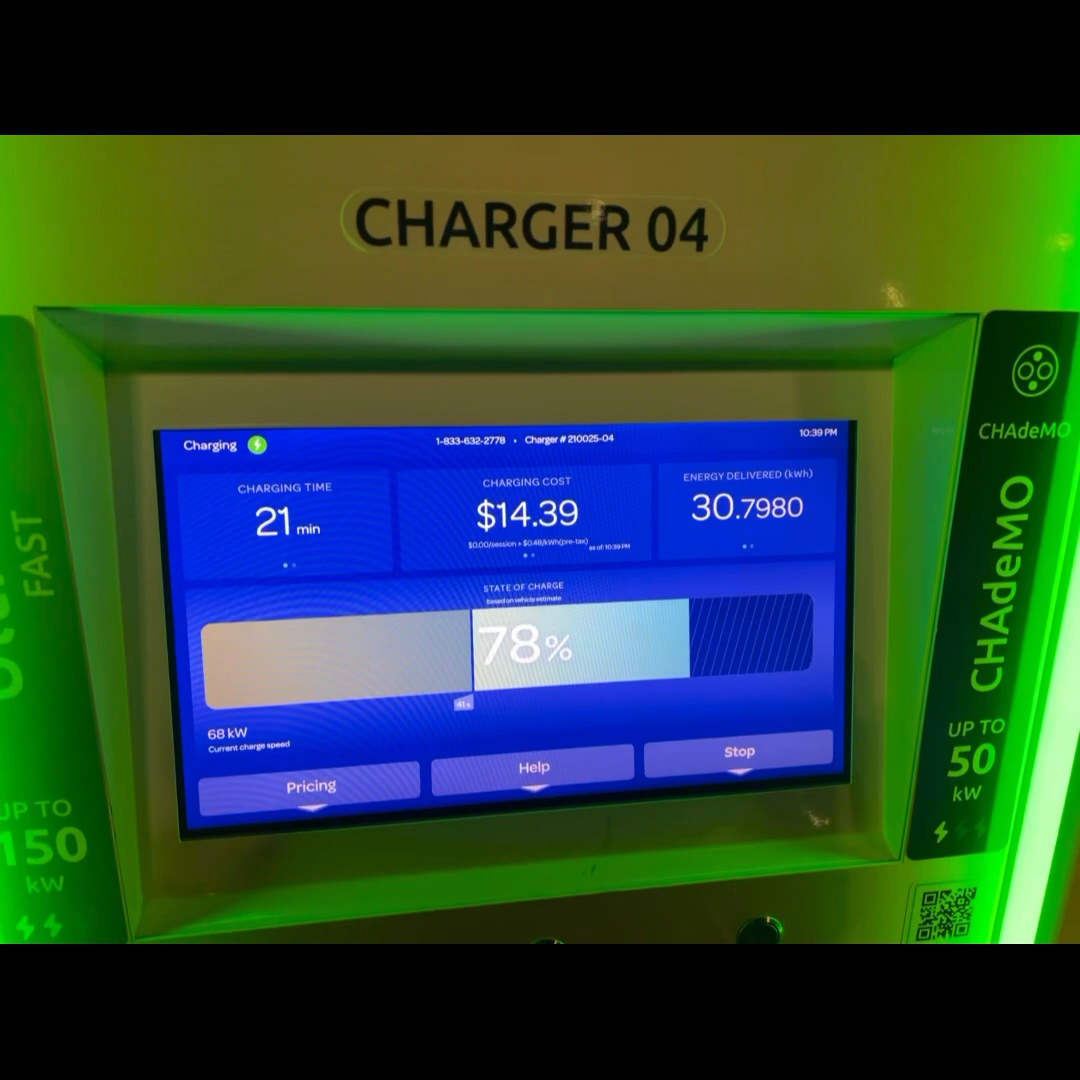 CHARGER 04
Charging
1-833-632-2778 • Charger # 210025-04
10:39 PM
CHARGING TIME
21 min
CHARGING COST
$14.39
$0.00/session + $0.48/kWh(pre-tax)
as of: 10:39 PM
ENERGY DELIVERED (kWh)
30.7980
STATE OF CHARGE
based on vehicle estimate
78%
41%
68 kW
Current charge speed
Pricing
Help
Stop
FAST
UP TO
150
kW
CHAdeMO
CHAdeMO
UP TO
50
kW